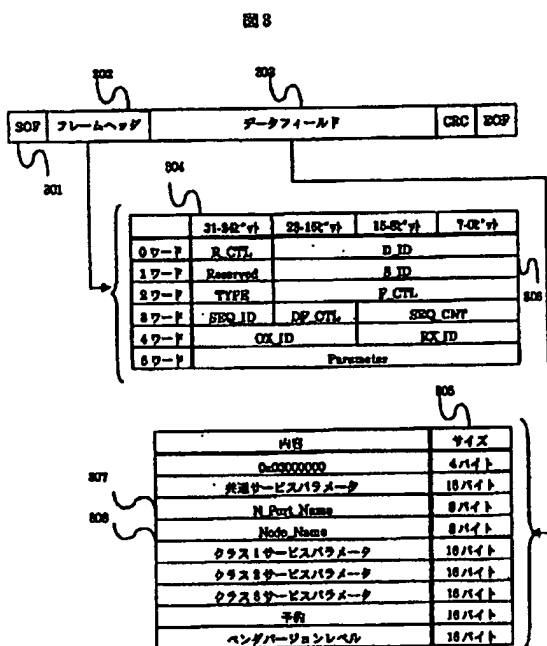 図3
302 303
SOF フレームヘッダ データフィールド CRC EOF
301
304
31-24ビット 23-16ビット 15-8ビット 7-0ビット
0ワード R_CTL D_ID
1ワード Reserved S_ID
2ワード TYPE F_CTL
3ワード SEQ_ID DF_CTL SEQ_CNT
4ワード OX_ID RX_ID
5ワード Parameter
305
内容 サイズ
0x03000000 4バイト
共通サービスパラメータ 16バイト
307
N_Port_Name 8バイト
Node_Name 8バイト
クラス1サービスパラメータ 16バイト
クラス2サービスパラメータ 16バイト
クラス3サービスパラメータ 16バイト
予約 16バイト
ベンダバージョンレベル 16バイト